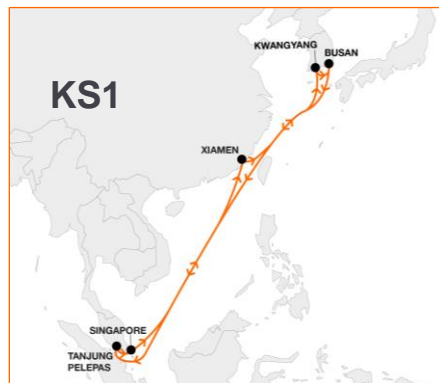 KWANGYANG
BUSAN
KS1
XIAMEN
SINGAPORE
TANJUNG
PELEPAS